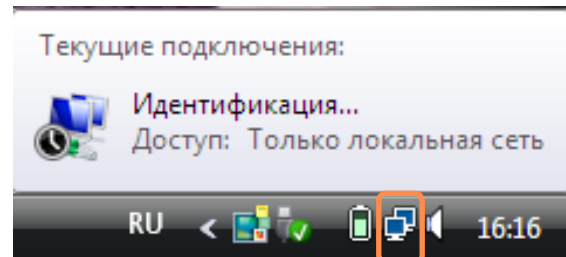 Текущие подключения:
Идентификация...
Доступ: Только локальная сеть
RU < 16:16